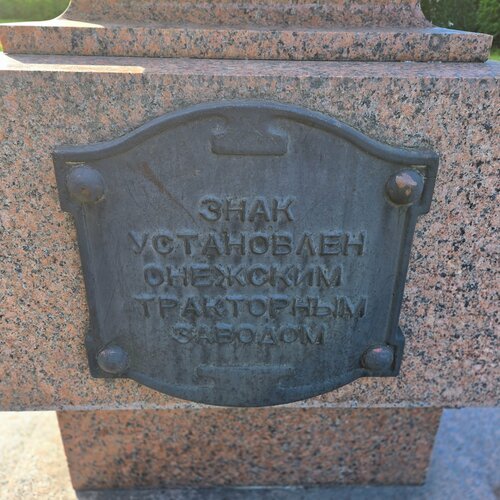 ЗНАК
УСТАНОВЛЕН
ОНЕЖСКИМ
ТРАКТОРНЫМ
ЗАВОДОМ